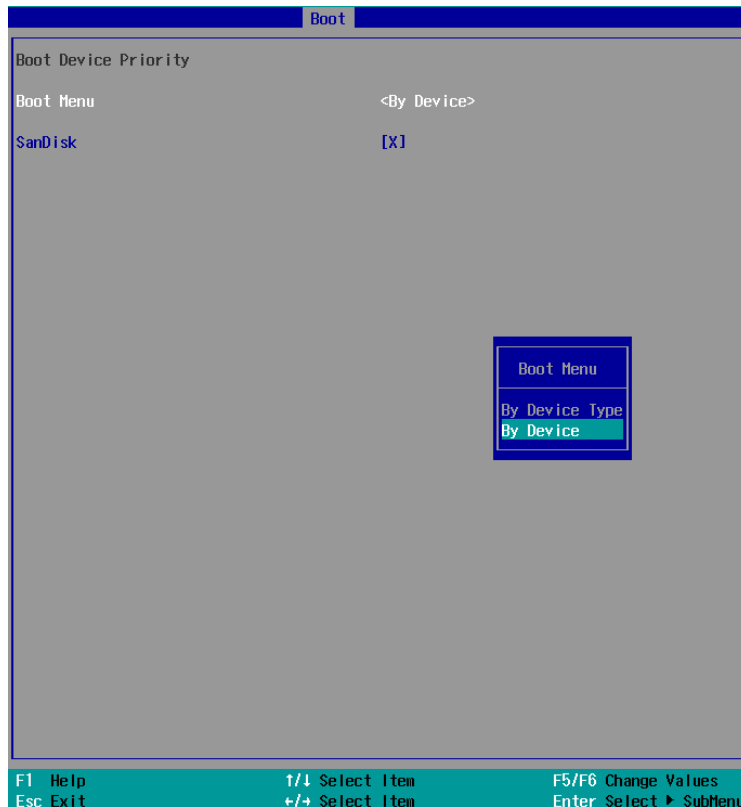 Boot
Boot Device Priority
Boot Menu <By Device>
SanDisk [X]
Boot Menu
By Device Type
By Device
F1 Help ↑/↓ Select Item F5/F6 Change Values
Esc Exit ←/→ Select Item Enter Select ▶ SubMenu